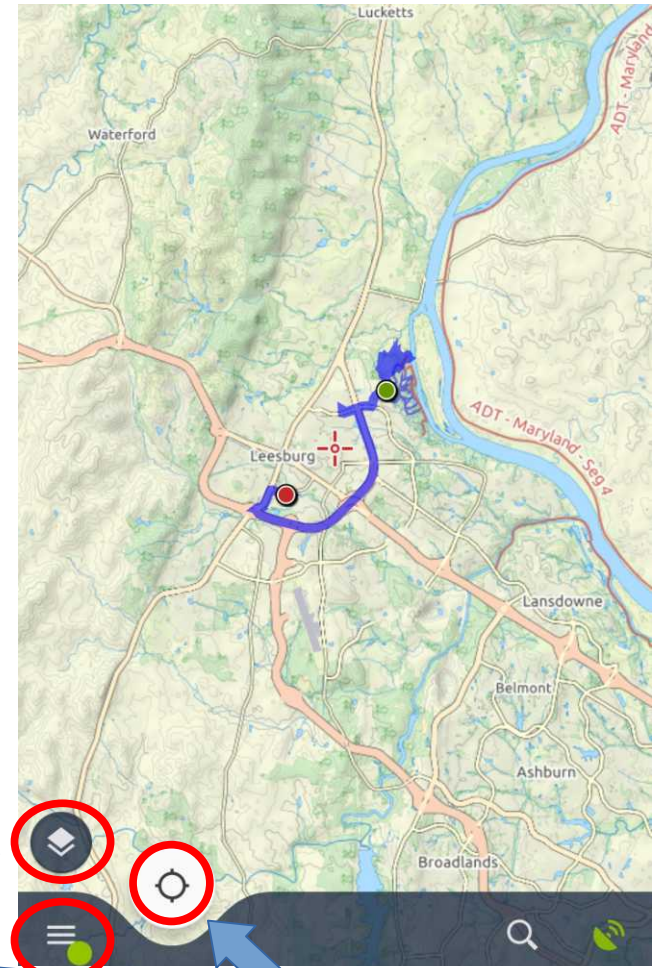 Lucketts
ADT - Maryland
Waterford
ADT - Maryland - Seg 4
Leesburg
Lansdowne
Belmont
Ashburn
Broadlands